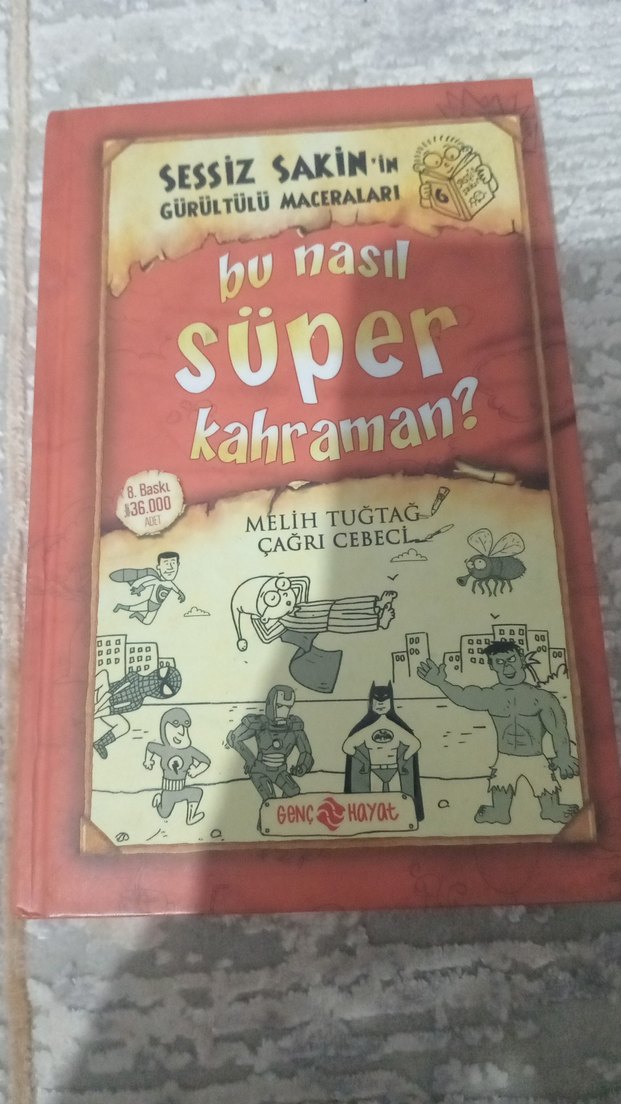 SESSİZ SAKİN'İN
GÜRÜLTÜLÜ MACERALARI
6
bu nasıl
süper
kahraman?
8. Baskı
36.000
ADET
MELİH TUĞTAĞ
ÇAĞRI CEBECİ
GENÇ HAYAT